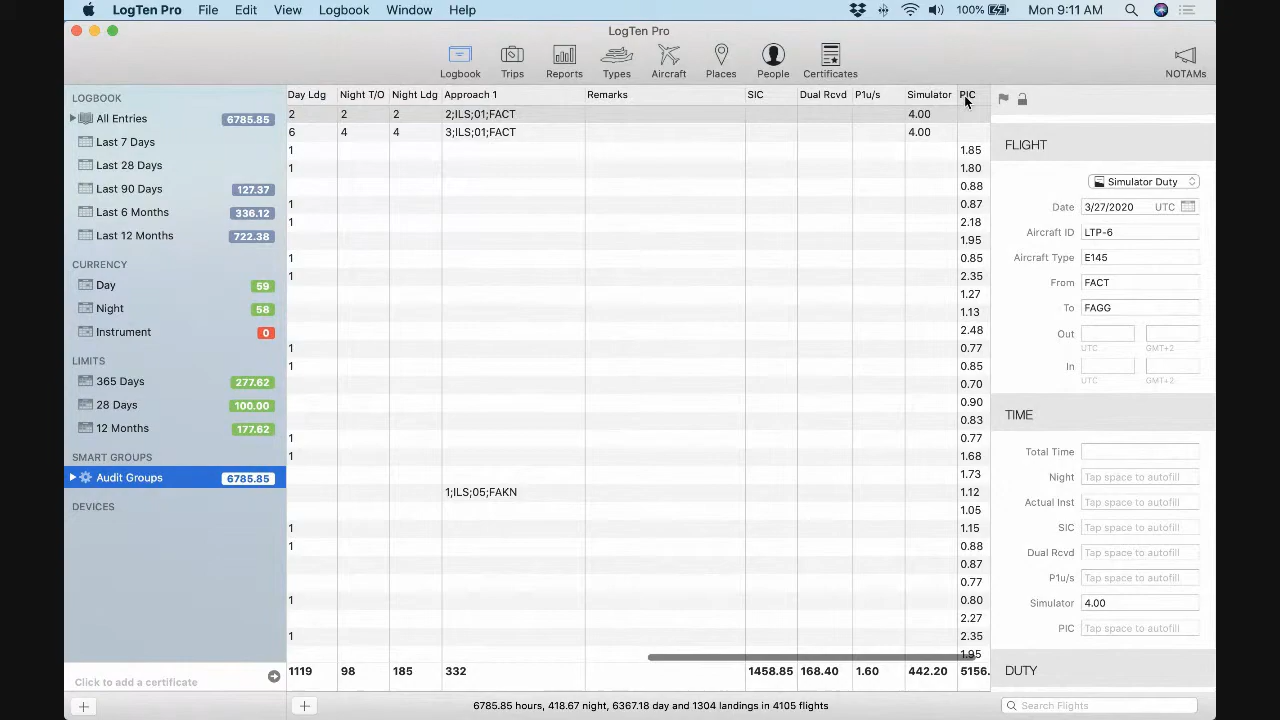 LogTen Pro File Edit View Logbook Window Help 100% Mon 9:11 AM
LogTen Pro
Logbook Trips Reports Types Aircraft Places People Certificates NOTAMs
LOGBOOK
All Entries 6785.85
Last 7 Days
Last 28 Days
Last 90 Days 127.37
Last 6 Months 336.12
Last 12 Months 722.38
CURRENCY
Day 59
Night 58
Instrument 0
LIMITS
365 Days 277.62
28 Days 100.00
12 Months 177.62
SMART GROUPS
Audit Groups 6785.85
DEVICES
Click to add a certificate
Day Ldg Night T/O Night Ldg Approach 1 Remarks SIC Dual Rcvd P1u/s Simulator PIC
2 2 2 2;ILS;01;FACT 4.00
6 4 4 3;ILS;01;FACT 4.00
1 1.85
1 1.80
0.88
1 0.87
1 2.18
1.95
1 0.85
1 2.35
1.27
1.13
2.48
1 0.77
1 0.85
0.70
0.90
0.83
1 0.77
1 1.68
1.73
1;ILS;05;FAKN 1.12
1.05
1 1.15
1 0.88
0.87
0.77
1 0.80
2.27
1 2.35
1.95
1119 98 185 332 1458.85 168.40 1.60 442.20 5156.
6785.85 hours, 418.67 night, 6367.18 day and 1304 landings in 4105 flights
FLIGHT
Simulator Duty
Date 3/27/2020 UTC
Aircraft ID LTP-6
Aircraft Type E145
From FACT
To FAGG
Out
UTC GMT+2
In
UTC GMT+2
TIME
Total Time
Night Tap space to autofill
Actual Inst Tap space to autofill
SIC Tap space to autofill
Dual Rcvd Tap space to autofill
P1u/s Tap space to autofill
Simulator 4.00
PIC Tap space to autofill
DUTY
Search Flights